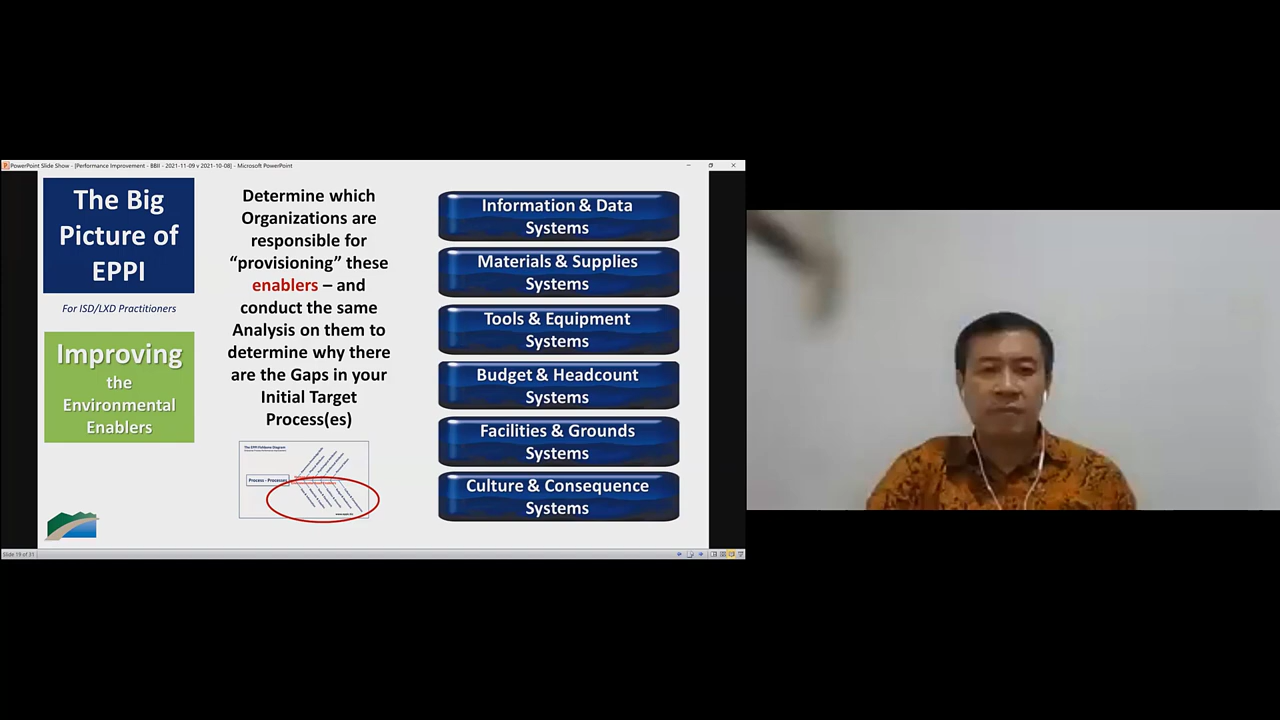 PowerPoint Slide Show - [Performance Improvement - BBII - 2021-11-09 v 2021-10-08] - Microsoft PowerPoint
The Big
Picture of
EPPI
For ISD/LXD Practitioners
Improving
the
Environmental
Enablers
Determine which
Organizations are
responsible for
“provisioning” these
enablers – and
conduct the same
Analysis on them to
determine why there
are the Gaps in your
Initial Target
Process(es)
The EPPI Fishbone Diagram
Process - Processes
Information & Data
Systems
Materials & Supplies
Systems
Tools & Equipment
Systems
Budget & Headcount
Systems
Facilities & Grounds
Systems
Culture & Consequence
Systems
Slide 19 of 31